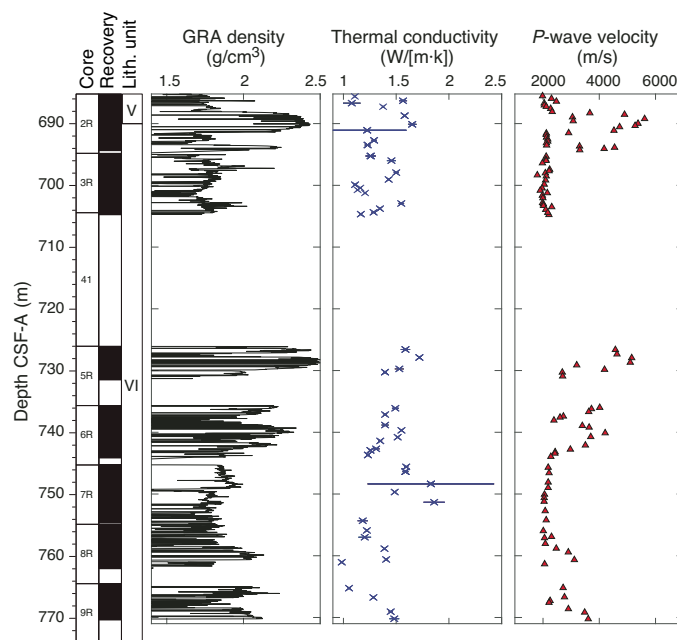 Core
Recovery
Lith. unit
GRA density
(g/cm³)
1.5 2 2.5
Thermal conductivity
(W/[m·k])
1 1.5 2
P-wave velocity
m/s)
2000 4000 6000
Depth CSF-A (m)
690
700
710
720
730
740
750
760
770
2R
3R
41
5R
6R
7R
8R
9R
V
VI